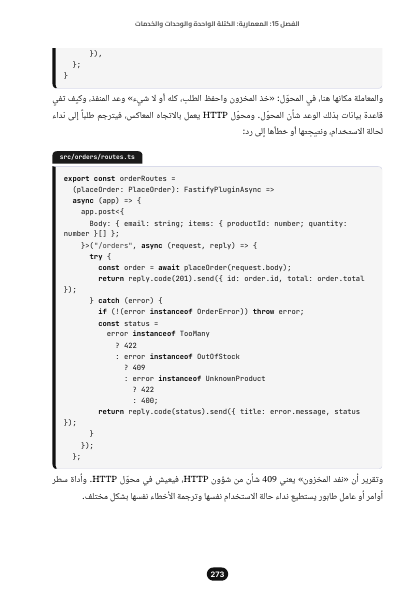 الفصل 15: المعمارية: الكتلة الواحدة والوحدات والخدمات
      }),
  };
}
والمعاملة مكانها هنا، في المحوّل: «خذ المخزون واحفظ الطلب، كله أو لا شيء» وعد المنفذ، وكيف تفي
قاعدة بيانات بذلك الوعد شأن المحوّل. ومحوّل HTTP يعمل بالاتجاه المعاكس، فيترجم طلباً إلى نداء
لحالة الاستخدام، ونتيجتها أو خطأها إلى رد:
src/orders/routes.ts
export const orderRoutes =
  (placeOrder: PlaceOrder): FastifyPluginAsync =>
  async (app) => {
    app.post<{
      Body: { email: string; items: { productId: number; quantity:
number }[] };
    }>("/orders", async (request, reply) => {
      try {
        const order = await placeOrder(request.body);
        return reply.code(201).send({ id: order.id, total: order.total
});
      } catch (error) {
        if (!(error instanceof OrderError)) throw error;
        const status =
          error instanceof TooMany
            ? 422
            : error instanceof OutOfStock
              ? 409
              : error instanceof UnknownProduct
                ? 422
                : 400;
        return reply.code(status).send({ title: error.message, status
});
      }
    });
  };
وتقرير أن «نفد المخزون» يعني 409 شأن من شؤون HTTP، فيعيش في محوّل HTTP. وأداة سطر
أوامر أو عامل طابور يستطيع نداء حالة الاستخدام نفسها وترجمة الأخطاء نفسها بشكل مختلف.
273